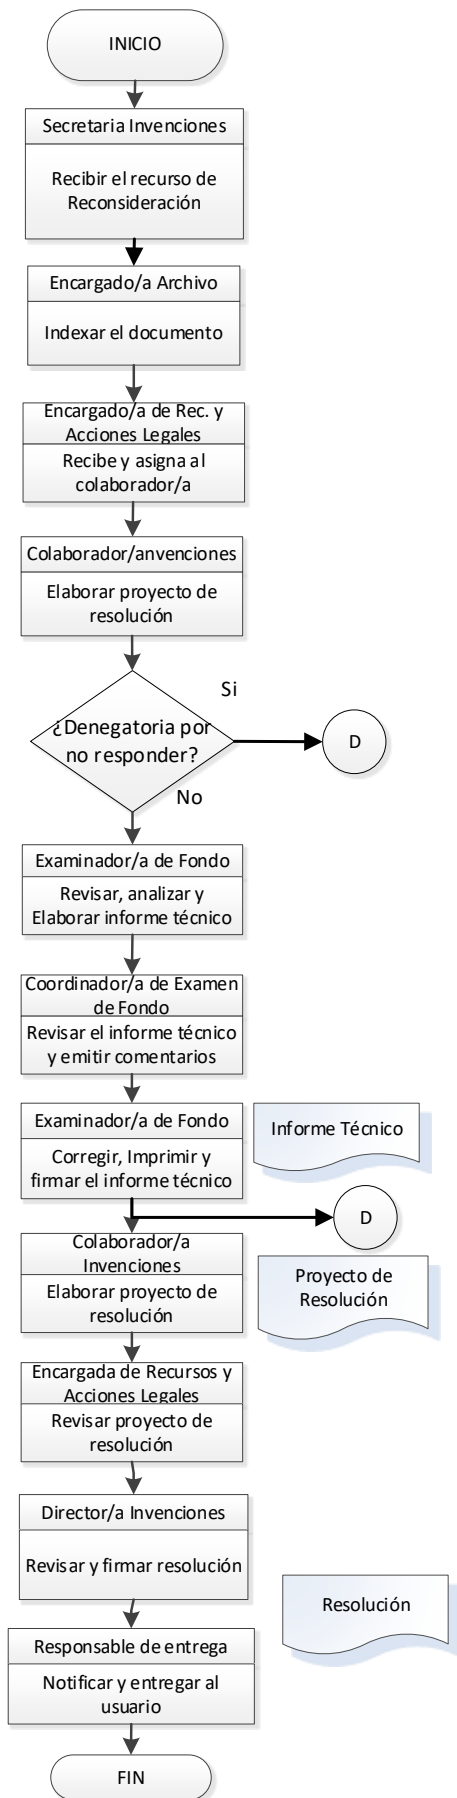 INICIO
Secretaria Invenciones
Recibir el recurso de
Reconsideración
Encargado/a Archivo
Indexar el documento
Encargado/a de Rec. y
Acciones Legales
Recibe y asigna al
colaborador/a
Colaborador/anvenciones
Elaborar proyecto de
resolución
Si
¿Denegatoria por
no responder?
D
No
Examinador/a de Fondo
Revisar, analizar y
Elaborar informe técnico
Coordinador/a de Examen
de Fondo
Revisar el informe técnico
y emitir comentarios
Examinador/a de Fondo
Corregir, Imprimir y
firmar el informe técnico
Informe Técnico
D
Colaborador/a
Invenciones
Elaborar proyecto de
resolución
Proyecto de
Resolución
Encargada de Recursos y
Acciones Legales
Revisar proyecto de
resolución
Director/a Invenciones
Revisar y firmar resolución
Resolución
Responsable de entrega
Notificar y entregar al
usuario
FIN